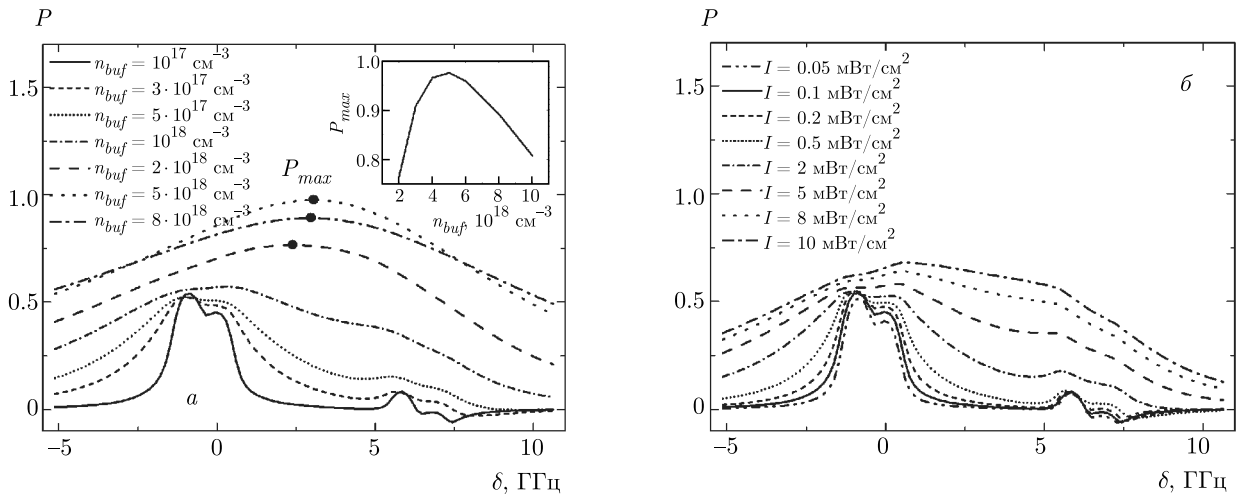 P
n_buf = 10^17 см^−3
n_buf = 3 · 10^17 см^−3
n_buf = 5 · 10^17 см^−3
n_buf = 10^18 см^−3
n_buf = 2 · 10^18 см^−3
n_buf = 5 · 10^18 см^−3
n_buf = 8 · 10^18 см^−3
1.5
1.0
0.5
0
−5
0
5
10
δ, ГГц
а
P_max
P_max
1.0
0.9
0.8
2
4
6
8
10
n_buf, 10^18 см^−3
P
I = 0.05 мВт/см^2
I = 0.1 мВт/см^2
I = 0.2 мВт/см^2
I = 0.5 мВт/см^2
I = 2 мВт/см^2
I = 5 мВт/см^2
I = 8 мВт/см^2
I = 10 мВт/см^2
б
1.5
1.0
0.5
0
−5
0
5
10
δ, ГГц